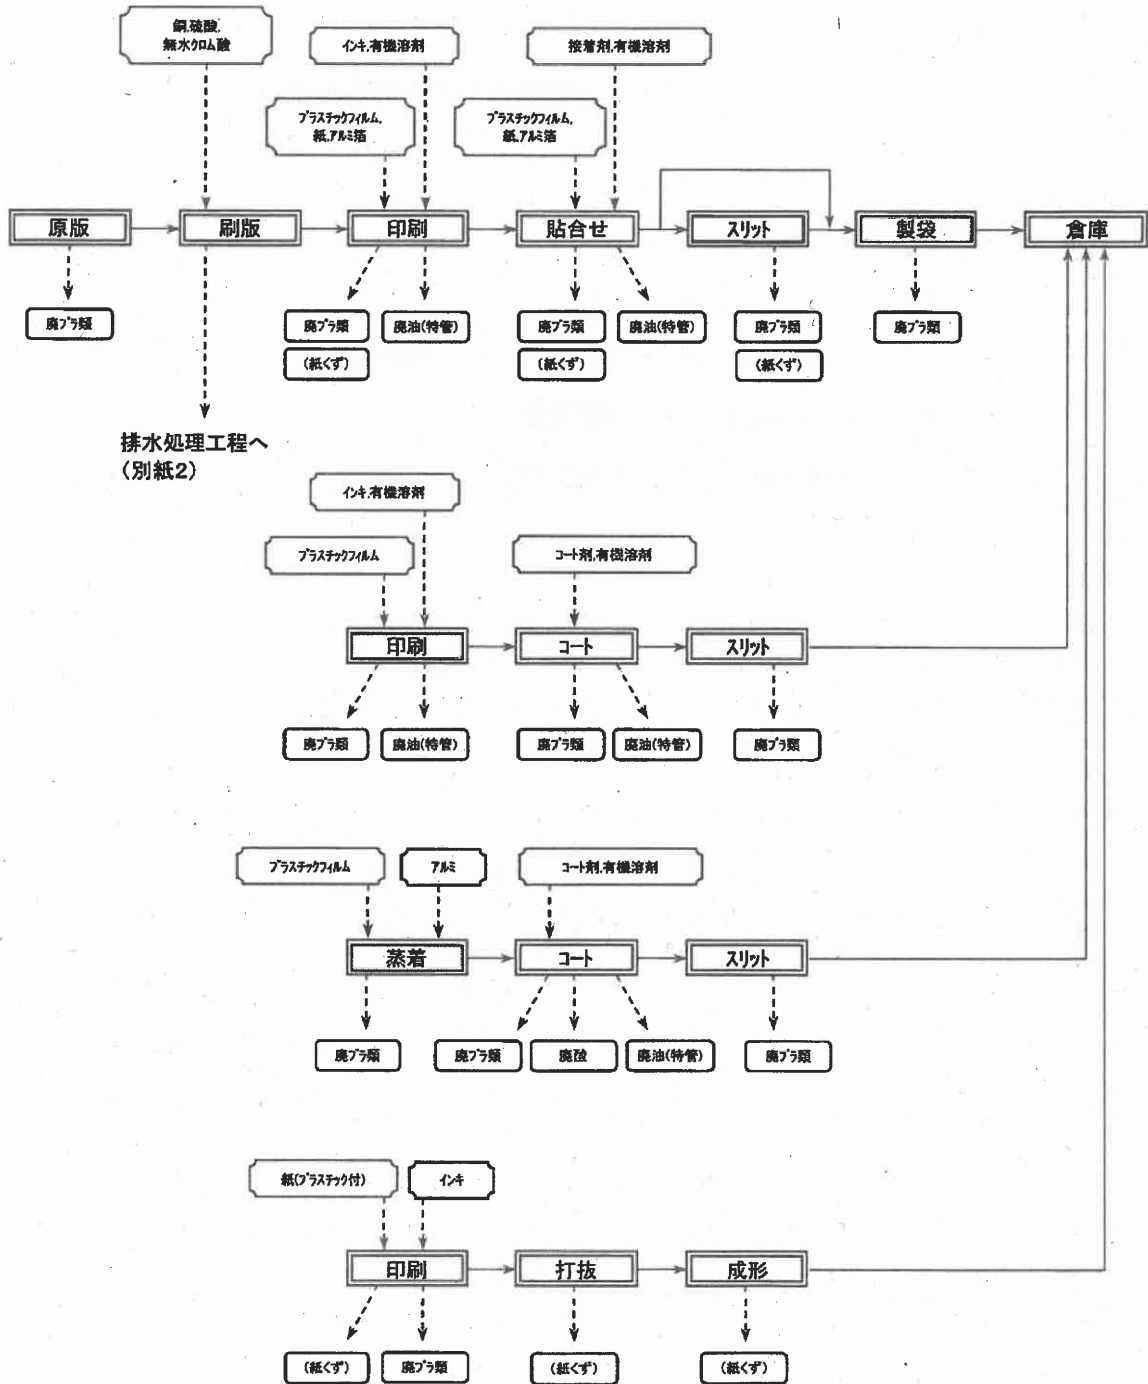 銅,硫酸,
無水クロム酸
インキ,有機溶剤
接着剤,有機溶剤
プラスチックフィルム,
紙,アルミ箔
プラスチックフィルム,
紙,アルミ箔
原版
刷版
印刷
貼合せ
スリット
製袋
倉庫
廃プラ類
廃プラ類
廃油(特管)
廃プラ類
廃油(特管)
廃プラ類
廃プラ類
(紙くず)
(紙くず)
(紙くず)
排水処理工程へ
(別紙2)
インキ,有機溶剤
プラスチックフィルム
コート剤,有機溶剤
印刷
コート
スリット
廃プラ類
廃油(特管)
廃プラ類
廃油(特管)
廃プラ類
プラスチックフィルム
アルミ
コート剤,有機溶剤
蒸着
コート
スリット
廃プラ類
廃プラ類
廃酸
廃油(特管)
廃プラ類
紙(プラスチック付)
インキ
印刷
打抜
成形
(紙くず)
廃プラ類
(紙くず)
(紙くず)